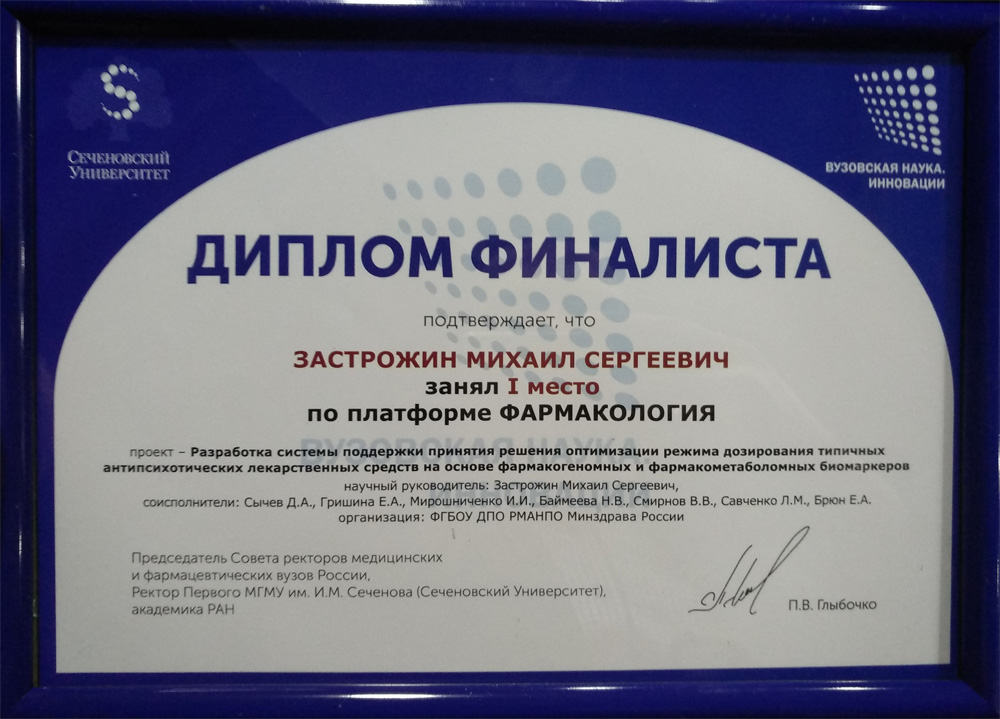 Сеченовский
Университет
ВУЗОВСКАЯ НАУКА.
ИННОВАЦИИ
ДИПЛОМ ФИНАЛИСТА
подтверждает, что
ЗАСТРОЖИН МИХАИЛ СЕРГЕЕВИЧ
занял I место
по платформе ФАРМАКОЛОГИЯ
ВУЗОВСКАЯ НАУКА.
ИННОВАЦИИ
проект – Разработка системы поддержки принятия решения оптимизации режима дозирования типичных
антипсихотических лекарственных средств на основе фармакогеномных и фармакометаболомных биомаркеров
научный руководитель: Застрожин Михаил Сергеевич,
соисполнители: Сычев Д.А., Гришина Е.А., Мирошниченко И.И., Баймеева Н.В., Смирнов В.В., Савченко Л.М., Брюн Е.А.
организация: ФГБОУ ДПО РМАНПО Минздрава России
Председатель Совета ректоров медицинских
и фармацевтических вузов России,
Ректор Первого МГМУ им. И.М. Сеченова (Сеченовский Университет),
академика РАН
П.В. Глыбочко